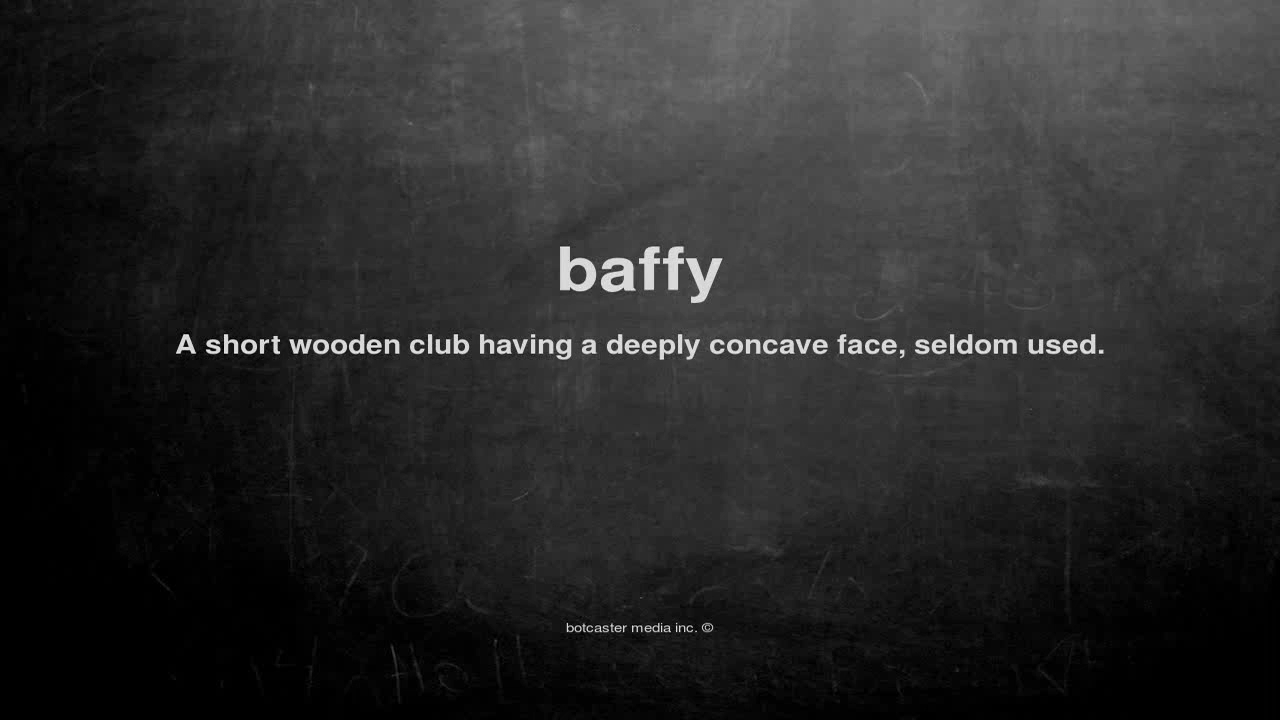 baffy
A short wooden club having a deeply concave face, seldom used.
botcaster media inc. ©